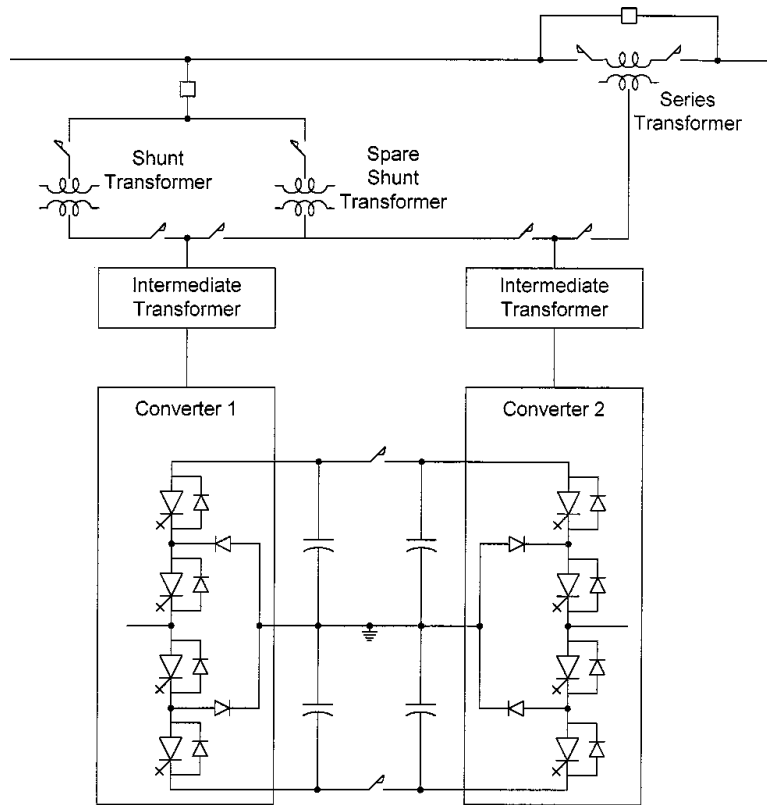 Series
Transformer
Shunt
Transformer
Spare
Shunt
Transformer
Intermediate
Transformer
Intermediate
Transformer
Converter 1
Converter 2